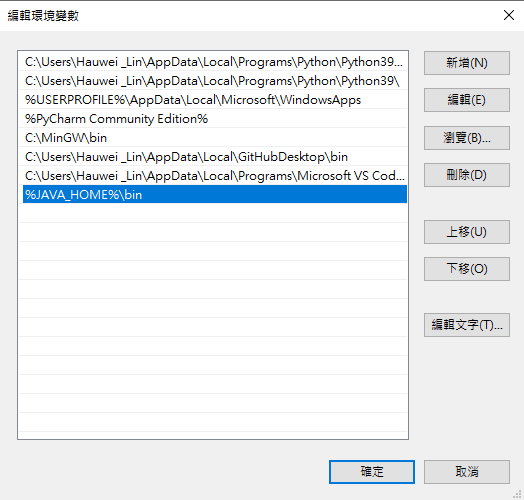 編輯環境變數
C:\Users\Hauwei _Lin\AppData\Local\Programs\Python\Python39...
C:\Users\Hauwei _Lin\AppData\Local\Programs\Python\Python39\
%USERPROFILE%\AppData\Local\Microsoft\WindowsApps
%PyCharm Community Edition%
C:\MinGW\bin
C:\Users\Hauwei _Lin\AppData\Local\GitHubDesktop\bin
C:\Users\Hauwei _Lin\AppData\Local\Programs\Microsoft VS Cod...
%JAVA_HOME%\bin
新增(N)
編輯(E)
瀏覽(B)...
刪除(D)
上移(U)
下移(O)
編輯文字(T)...
確定
取消